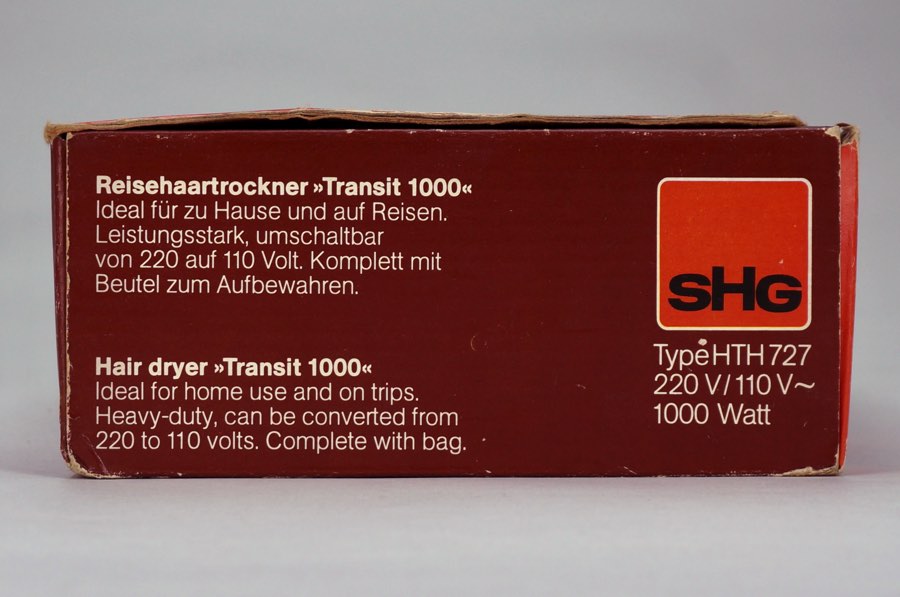 Reisehaartrockner »Transit 1000«
Ideal für zu Hause und auf Reisen.
Leistungsstark, umschaltbar
von 220 auf 110 Volt. Komplett mit
Beutel zum Aufbewahren.
Hair dryer »Transit 1000«
Ideal for home use and on trips.
Heavy-duty, can be converted from
220 to 110 volts. Complete with bag.
SHG
Type HTH 727
220 V/110 V~
1000 Watt